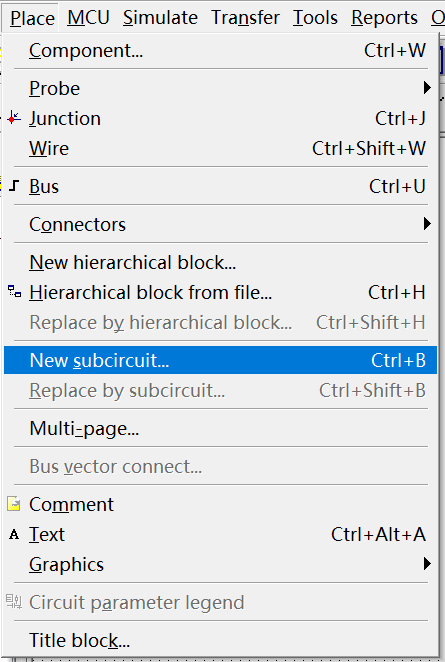 Place MCU Simulate Transfer Tools Reports O
Component... Ctrl+W
Probe
Junction Ctrl+J
Wire Ctrl+Shift+W
Bus Ctrl+U
Connectors
New hierarchical block...
Hierarchical block from file... Ctrl+H
Replace by hierarchical block... Ctrl+Shift+H
New subcircuit... Ctrl+B
Replace by subcircuit... Ctrl+Shift+B
Multi-page...
Bus vector connect...
Comment
A Text Ctrl+Alt+A
Graphics
Circuit parameter legend
Title block...